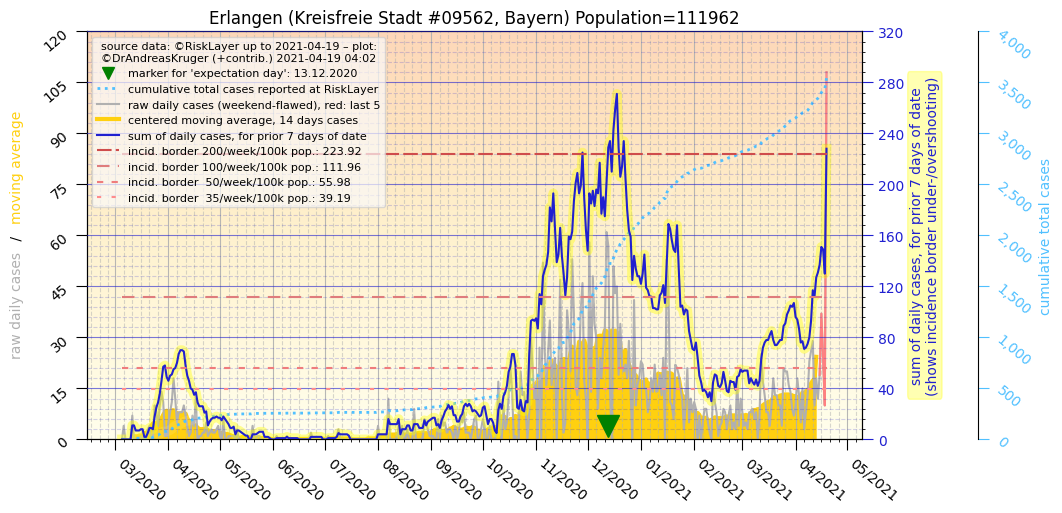 Erlangen (Kreisfreie Stadt #09562, Bayern) Population=111962
source data: ©RiskLayer up to 2021-04-19 – plot:
©DrAndreasKruger (+contrib.) 2021-04-19 04:02
marker for 'expectation day': 13.12.2020
cumulative total cases reported at RiskLayer
raw daily cases (weekend-flawed), red: last 5
centered moving average, 14 days cases
sum of daily cases, for prior 7 days of date
incid. border 200/week/100k pop.: 223.92
incid. border 100/week/100k pop.: 111.96
incid. border 50/week/100k pop.: 55.98
incid. border 35/week/100k pop.: 39.19
raw daily cases / moving average
120
105
90
75
60
45
30
15
0
03/2020
04/2020
05/2020
06/2020
07/2020
08/2020
09/2020
10/2020
11/2020
12/2020
01/2021
02/2021
03/2021
04/2021
05/2021
320
280
240
200
160
120
80
40
0
sum of daily cases, for prior 7 days of date
(shows incidence border under-/overshooting)
4,000
3,500
3,000
2,500
2,000
1,500
1,000
500
0
cumulative total cases